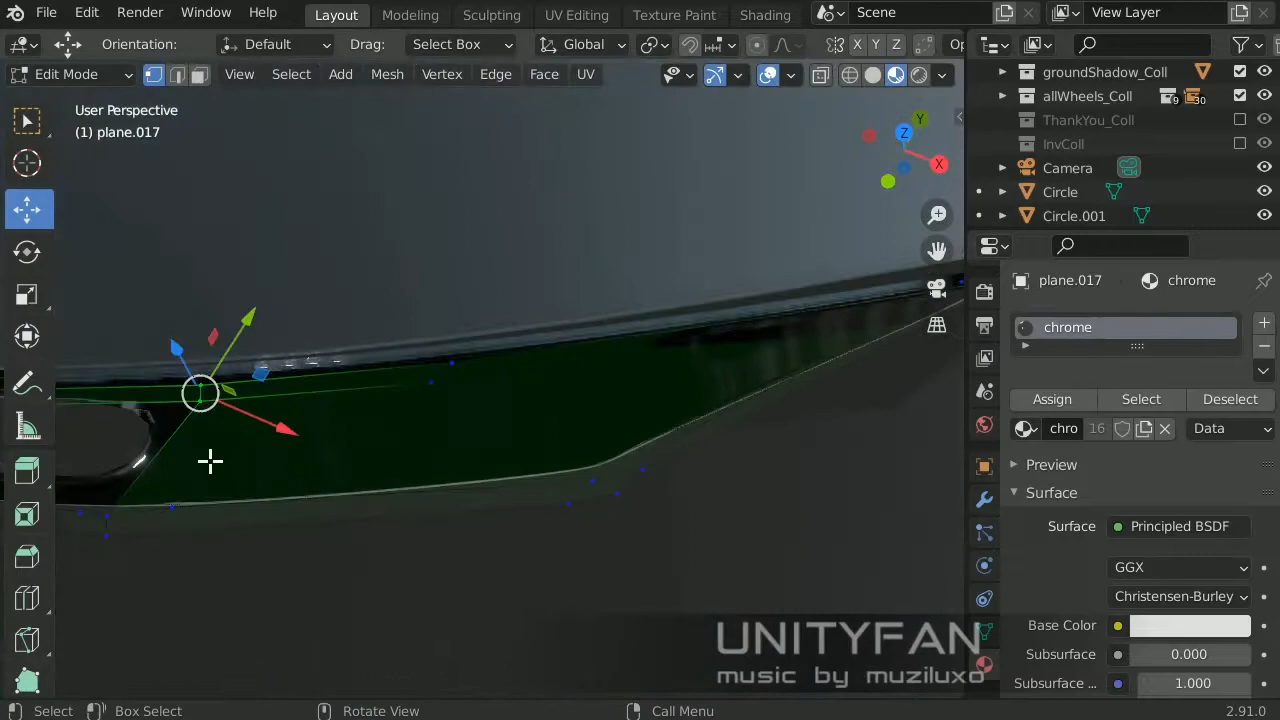 File Edit Render Window Help Layout Modeling Sculpting UV Editing Texture Paint Shading Scene View Layer
Orientation: Default Drag: Select Box Global X Y Z Op
Edit Mode View Select Add Mesh Vertex Edge Face UV
User Perspective
(1) plane.017
Y
Z
X
groundShadow_Coll
allWheels_Coll 9 30
ThankYou_Coll
InvColl
Camera
Circle
Circle.001
plane.017 chrome
chrome
Assign Select Deselect
chro 16 Data
Preview
Surface
Surface Principled BSDF
GGX
Christensen-Burley
Base Color
Subsurface 0.000
Subsurface ... 1.000
UNITYFAN
music by muziluxo
Select Box Select Rotate View Call Menu 2.91.0